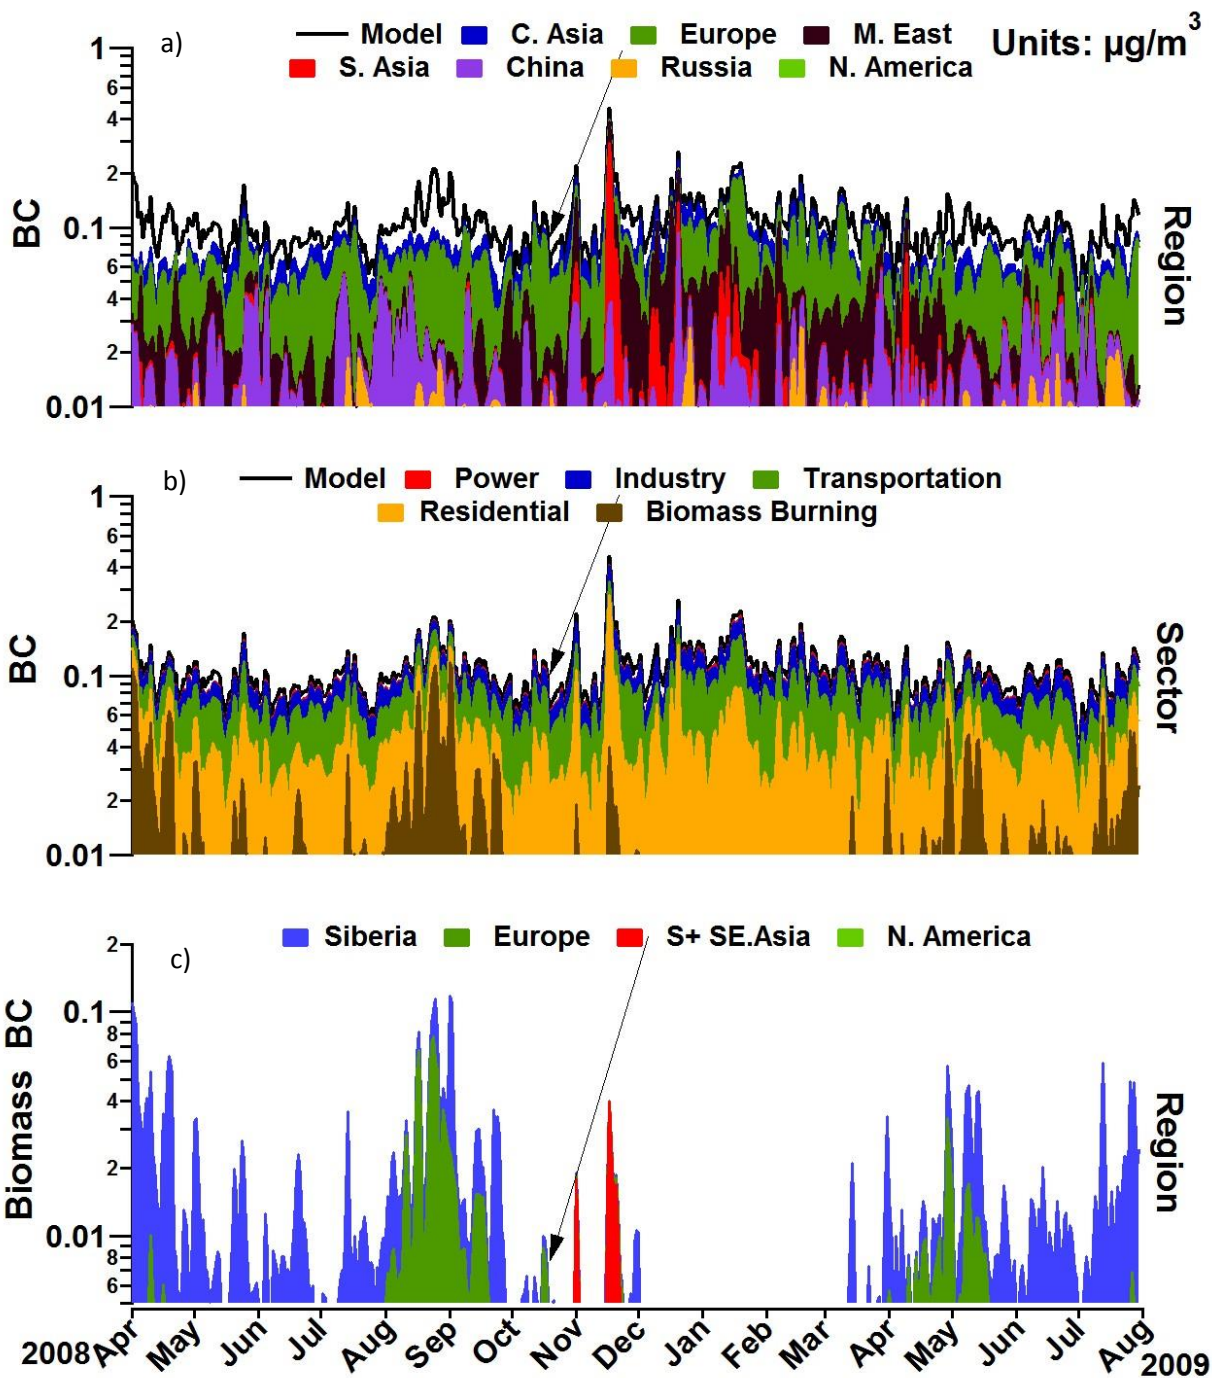 a)
Model C. Asia Europe M. East
S. Asia China Russia N. America
Units: µg/m³
1
6
4
2
0.1
6
4
2
0.01
BC
Region
b)
Model Power Industry Transportation
Residential Biomass Burning
1
6
4
2
0.1
6
4
2
0.01
BC
Sector
c)
Siberia Europe S+ SE.Asia N. America
2
0.1
8
6
4
2
0.01
8
6
Biomass BC
Region
Apr May Jun Jul Aug Sep Oct Nov Dec Jan Feb Mar Apr May Jun Jul Aug
2008 2009